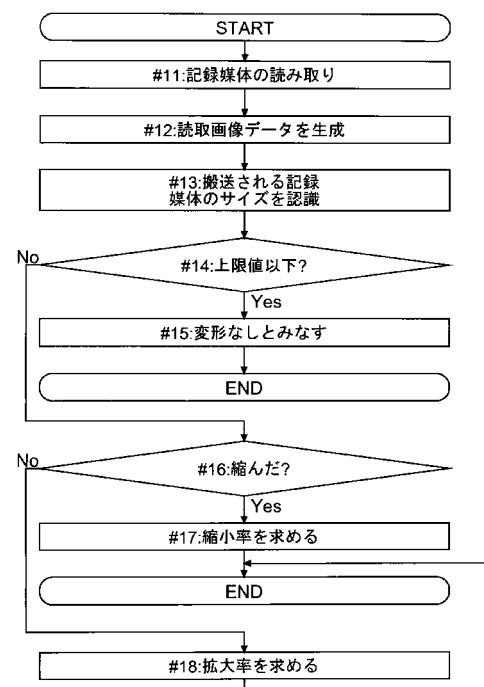 START
#11:記録媒体の読み取り
#12:読取画像データを生成
#13:搬送される記録
媒体のサイズを認識
#14:上限値以下?
No
Yes
#15:変形なしとみなす
END
#16:縮んだ?
No
Yes
#17:縮小率を求める
END
#18:拡大率を求める